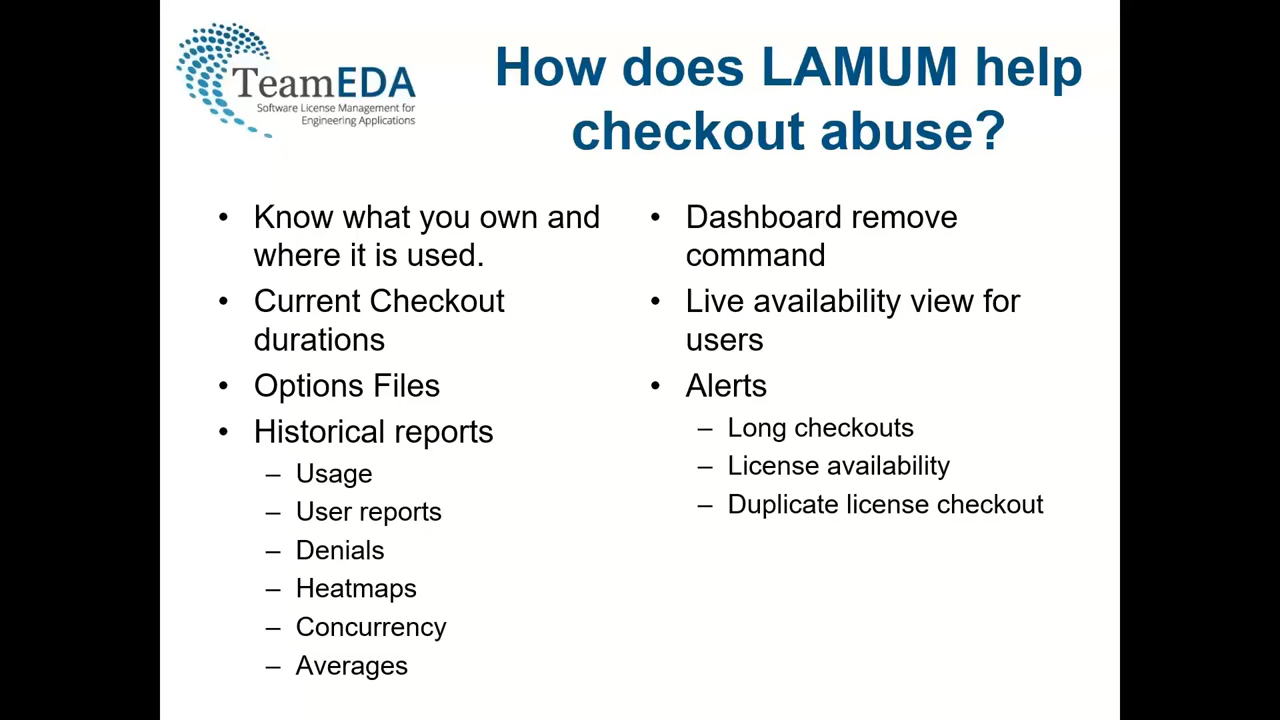 TeamEDA
Software License Management for
Engineering Applications
How does LAMUM help
checkout abuse?
• Know what you own and
where it is used.
• Current Checkout
durations
• Options Files
• Historical reports
– Usage
– User reports
– Denials
– Heatmaps
– Concurrency
– Averages
• Dashboard remove
command
• Live availability view for
users
• Alerts
– Long checkouts
– License availability
– Duplicate license checkout